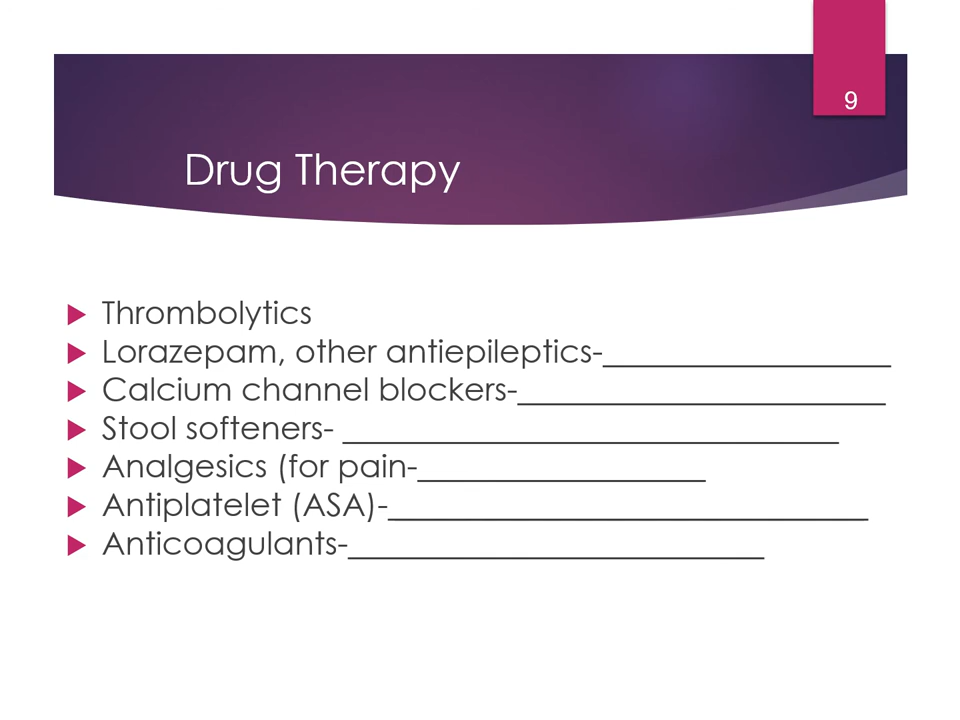 9
Drug Therapy
Thrombolytics
Lorazepam, other antiepileptics-__________________
Calcium channel blockers-_______________________
Stool softeners- _______________________________
Analgesics (for pain-__________________
Antiplatelet (ASA)-______________________________
Anticoagulants-__________________________